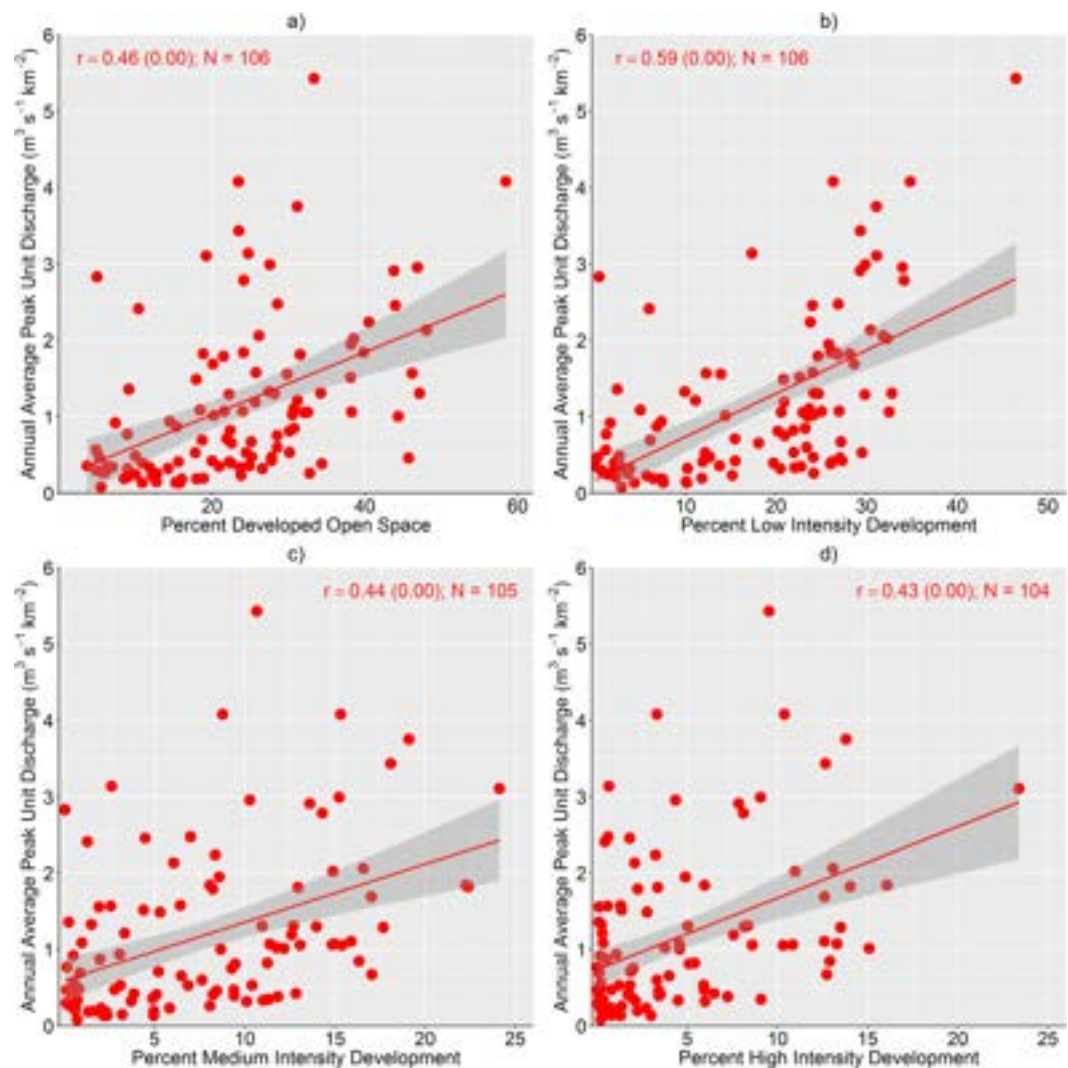 a)
r = 0.46 (0.00); N = 106
Annual Average Peak Unit Discharge (m³ s⁻¹ km⁻²)
6
5
4
3
2
1
0
20
40
60
Percent Developed Open Space
b)
r = 0.59 (0.00); N = 106
Annual Average Peak Unit Discharge (m³ s⁻¹ km⁻²)
6
5
4
3
2
1
0
10
20
30
40
50
Percent Low Intensity Development
c)
r = 0.44 (0.00); N = 105
Annual Average Peak Unit Discharge (m³ s⁻¹ km⁻²)
6
5
4
3
2
1
0
5
10
15
20
25
Percent Medium Intensity Development
d)
r = 0.43 (0.00); N = 104
Annual Average Peak Unit Discharge (m³ s⁻¹ km⁻²)
6
5
4
3
2
1
0
5
10
15
20
25
Percent High Intensity Development